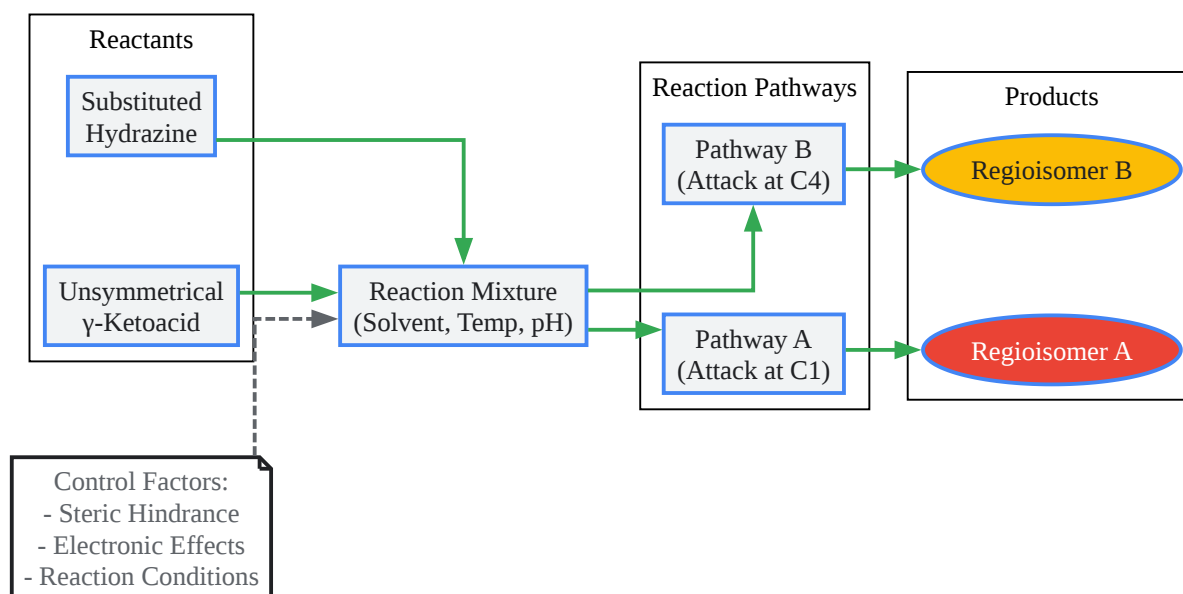 Reactants
Substituted
Hydrazine
Unsymmetrical
γ-Ketoacid
Control Factors:
- Steric Hindrance
- Electronic Effects
- Reaction Conditions
Reaction Mixture
(Solvent, Temp, pH)
Reaction Pathways
Pathway B
(Attack at C4)
Pathway A
(Attack at C1)
Products
Regioisomer B
Regioisomer A